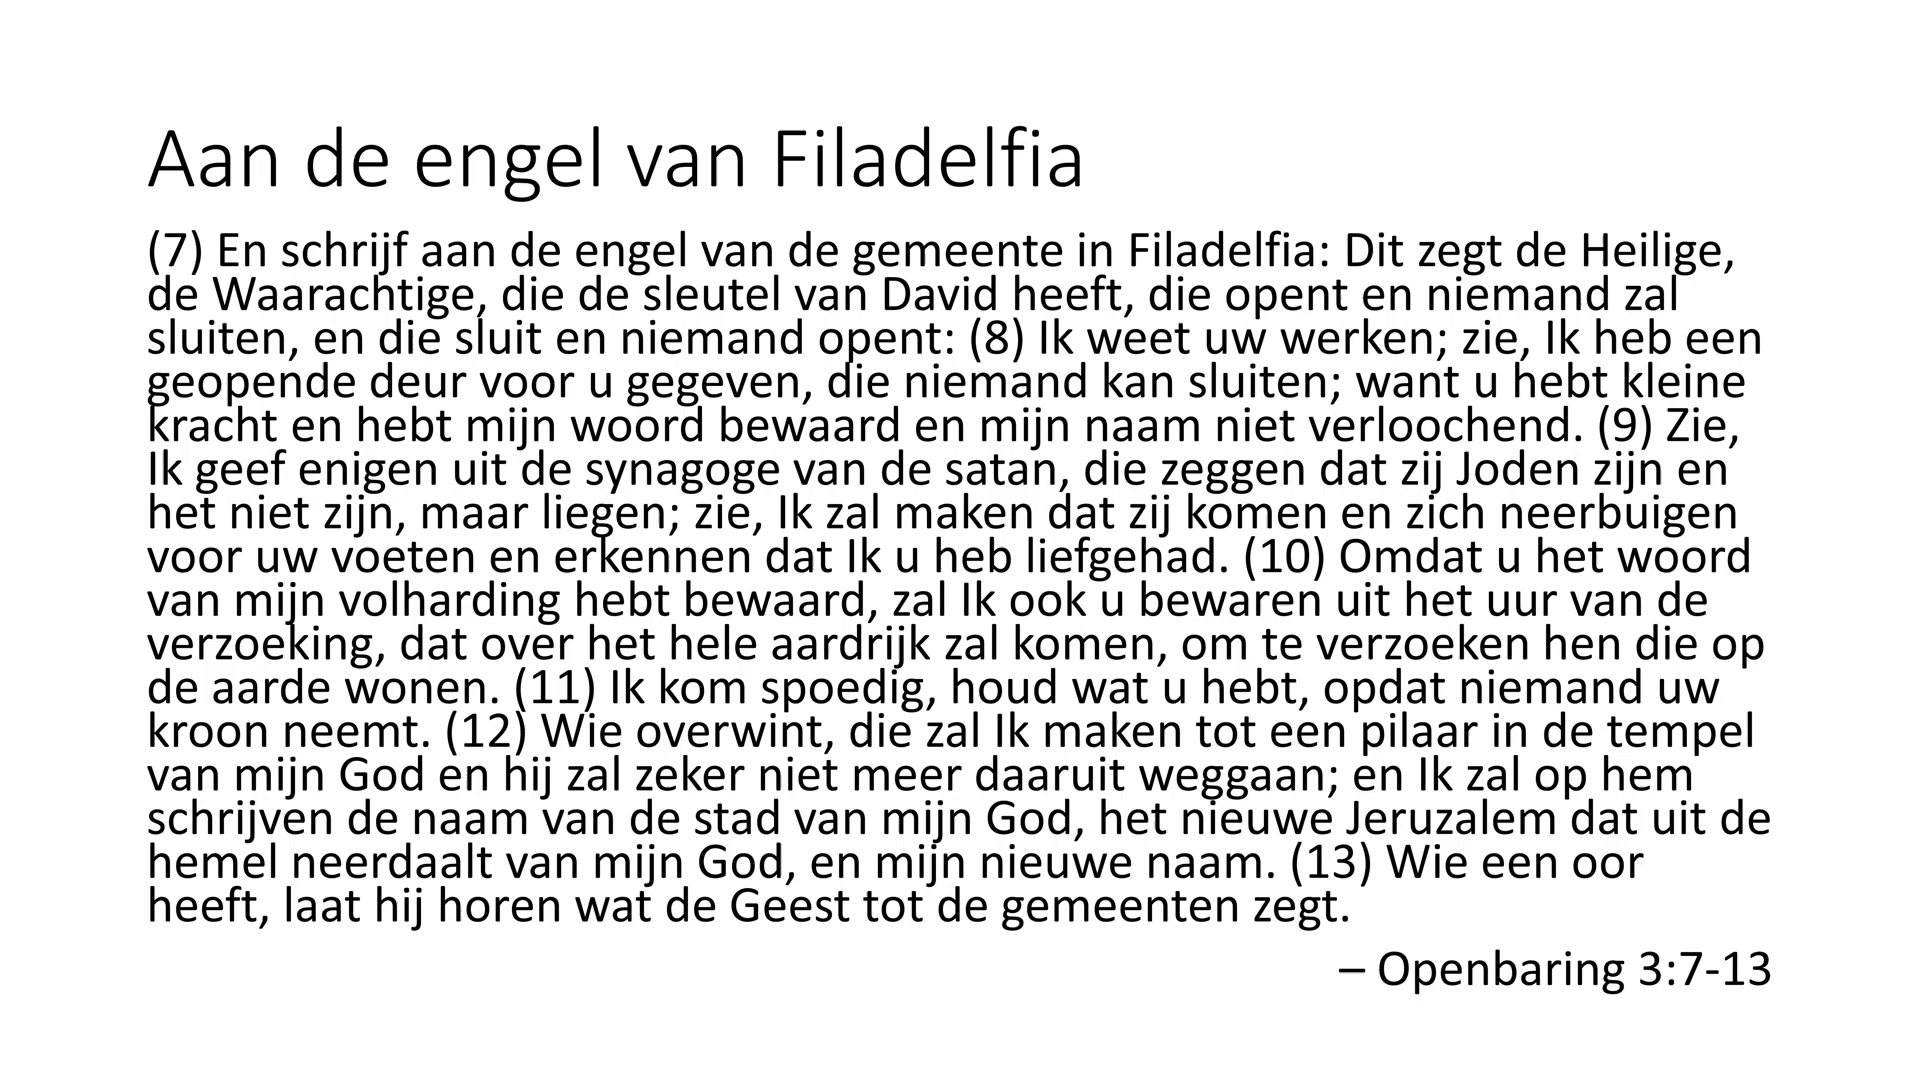 Aan de engel van Filadelfia
(7) En schrijf aan de engel van de gemeente in Filadelfia: Dit zegt de Heilige,
de Waarachtige, die de sleutel van David heeft, die opent en niemand zal
sluiten, en die sluit en niemand opent: (8) Ik weet uw werken; zie, Ik heb een
geopende deur voor u gegeven, die niemand kan sluiten; want u hebt kleine
kracht en hebt mijn woord bewaard en mijn naam niet verloochend. (9) Zie,
Ik geef enigen uit de synagoge van de satan, die zeggen dat zij Joden zijn en
het niet zijn, maar liegen; zie, Ik zal maken dat zij komen en zich neerbuigen
voor uw voeten en erkennen dat Ik u heb liefgehad. (10) Omdat u het woord
van mijn volharding hebt bewaard, zal Ik ook u bewaren uit het uur van de
verzoeking, dat over het hele aardrijk zal komen, om te verzoeken hen die op
de aarde wonen. (11) Ik kom spoedig, houd wat u hebt, opdat niemand uw
kroon neemt. (12) Wie overwint, die zal Ik maken tot een pilaar in de tempel
van mijn God en hij zal zeker niet meer daaruit weggaan; en Ik zal op hem
schrijven de naam van de stad van mijn God, het nieuwe Jeruzalem dat uit de
hemel neerdaalt van mijn God, en mijn nieuwe naam. (13) Wie een oor
heeft, laat hij horen wat de Geest tot de gemeenten zegt.
– Openbaring 3:7-13